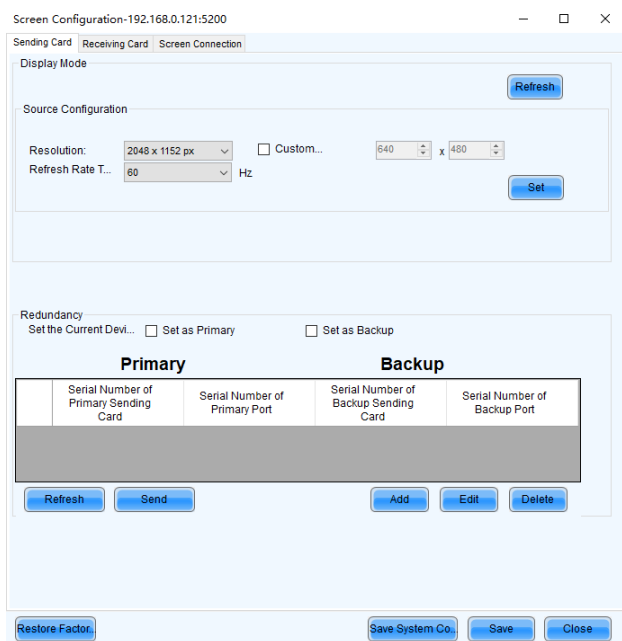 Screen Configuration-192.168.0.121:5200
Sending Card Receiving Card Screen Connection
Display Mode
Refresh
Source Configuration
Resolution: 2048 x 1152 px Custom... 640 x 480
Refresh Rate T... 60 Hz
Set
Redundancy
Set the Current Devi... Set as Primary Set as Backup
Primary Backup
Serial Number of Primary Sending Card Serial Number of Primary Port Serial Number of Backup Sending Card Serial Number of Backup Port
Refresh Send Add Edit Delete
Restore Factor.. Save System Co.. Save Close